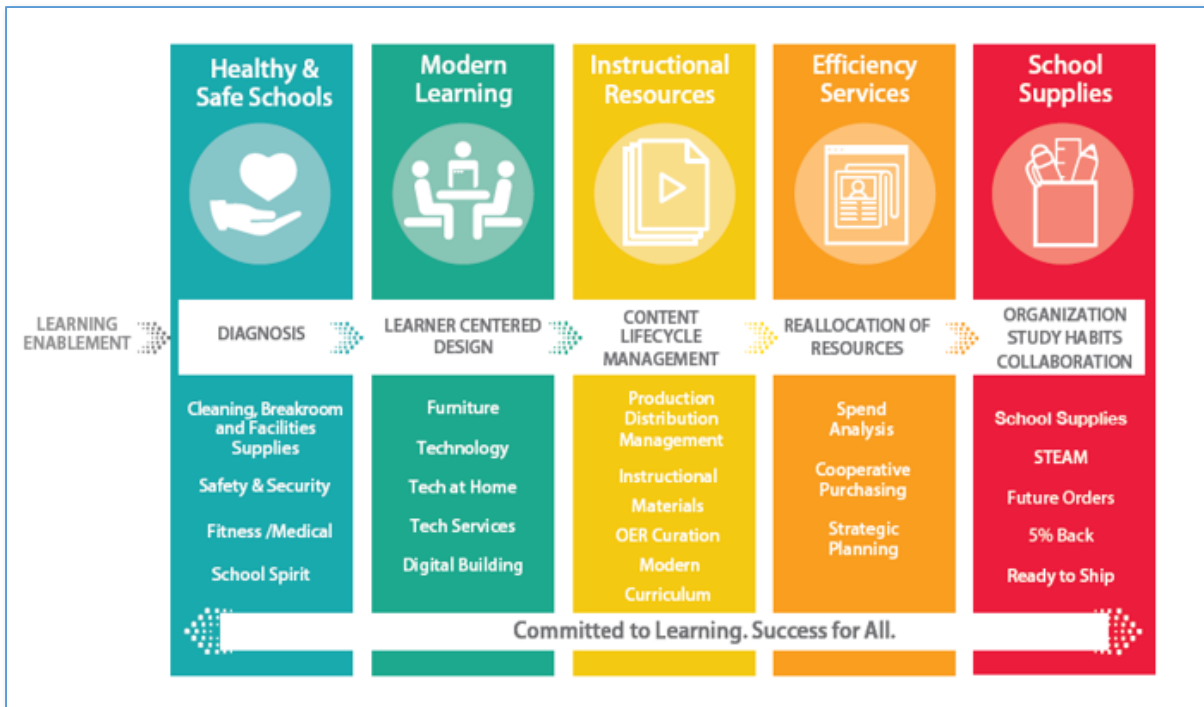 Healthy &
Safe Schools
Modern
Learning
Instructional
Resources
Efficiency
Services
School
Supplies
LEARNING
ENABLEMENT
DIAGNOSIS
LEARNER CENTERED
DESIGN
CONTENT
LIFECYCLE
MANAGEMENT
REALLOCATION OF
RESOURCES
ORGANIZATION
STUDY HABITS
COLLABORATION
Cleaning, Breakroom
and Facilities
Supplies
Safety & Security
Fitness /Medical
School Spirit
Furniture
Technology
Tech at Home
Tech Services
Digital Building
Production
Distribution
Management
Instructional
Materials
OER Curation
Modern
Curriculum
Spend
Analysis
Cooperative
Purchasing
Strategic
Planning
School Supplies
STEAM
Future Orders
5% Back
Ready to Ship
Committed to Learning. Success for All.